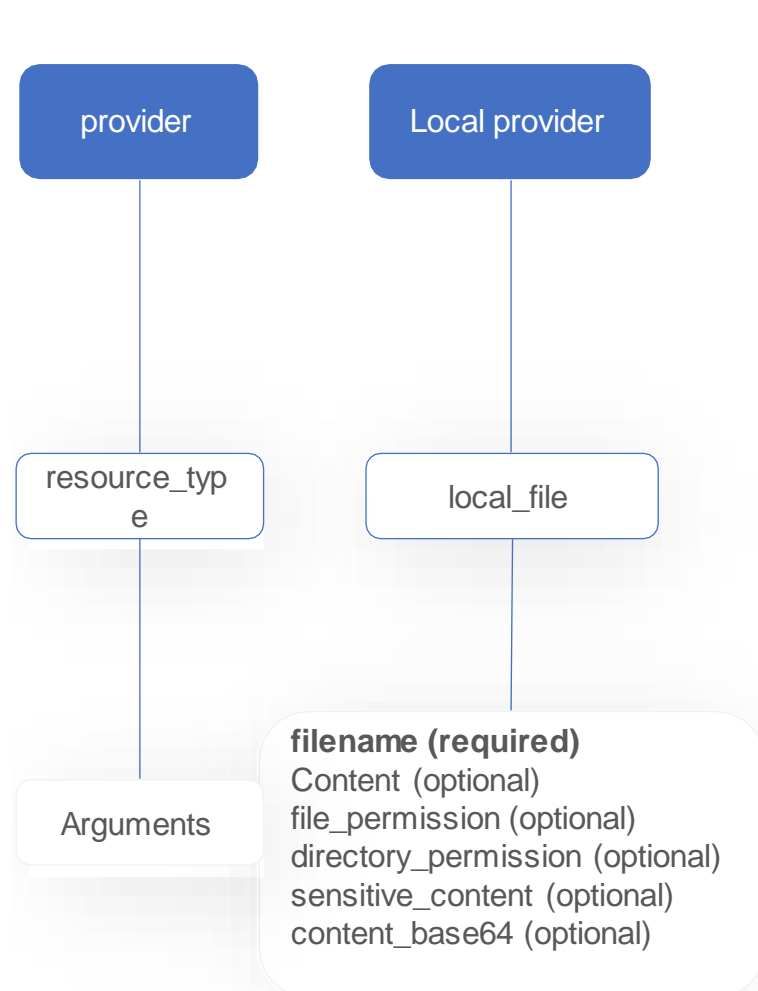 provider
Local provider
resource_typ
e
local_file
Arguments
filename (required)
Content (optional)
file_permission (optional)
directory_permission (optional)
sensitive_content (optional)
content_base64 (optional)